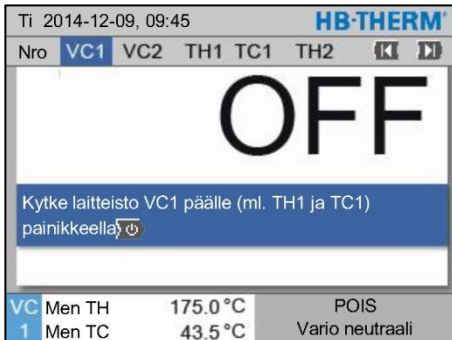 Ti 2014-12-09, 09:45 HB-THERM®
Nro VC1 VC2 TH1 TC1 TH2
OFF
Kytke laitteisto VC1 päälle (ml. TH1 ja TC1)
painikkeella
VC Men TH 175.0 °C POIS
1 Men TC 43.5 °C Vario neutraali